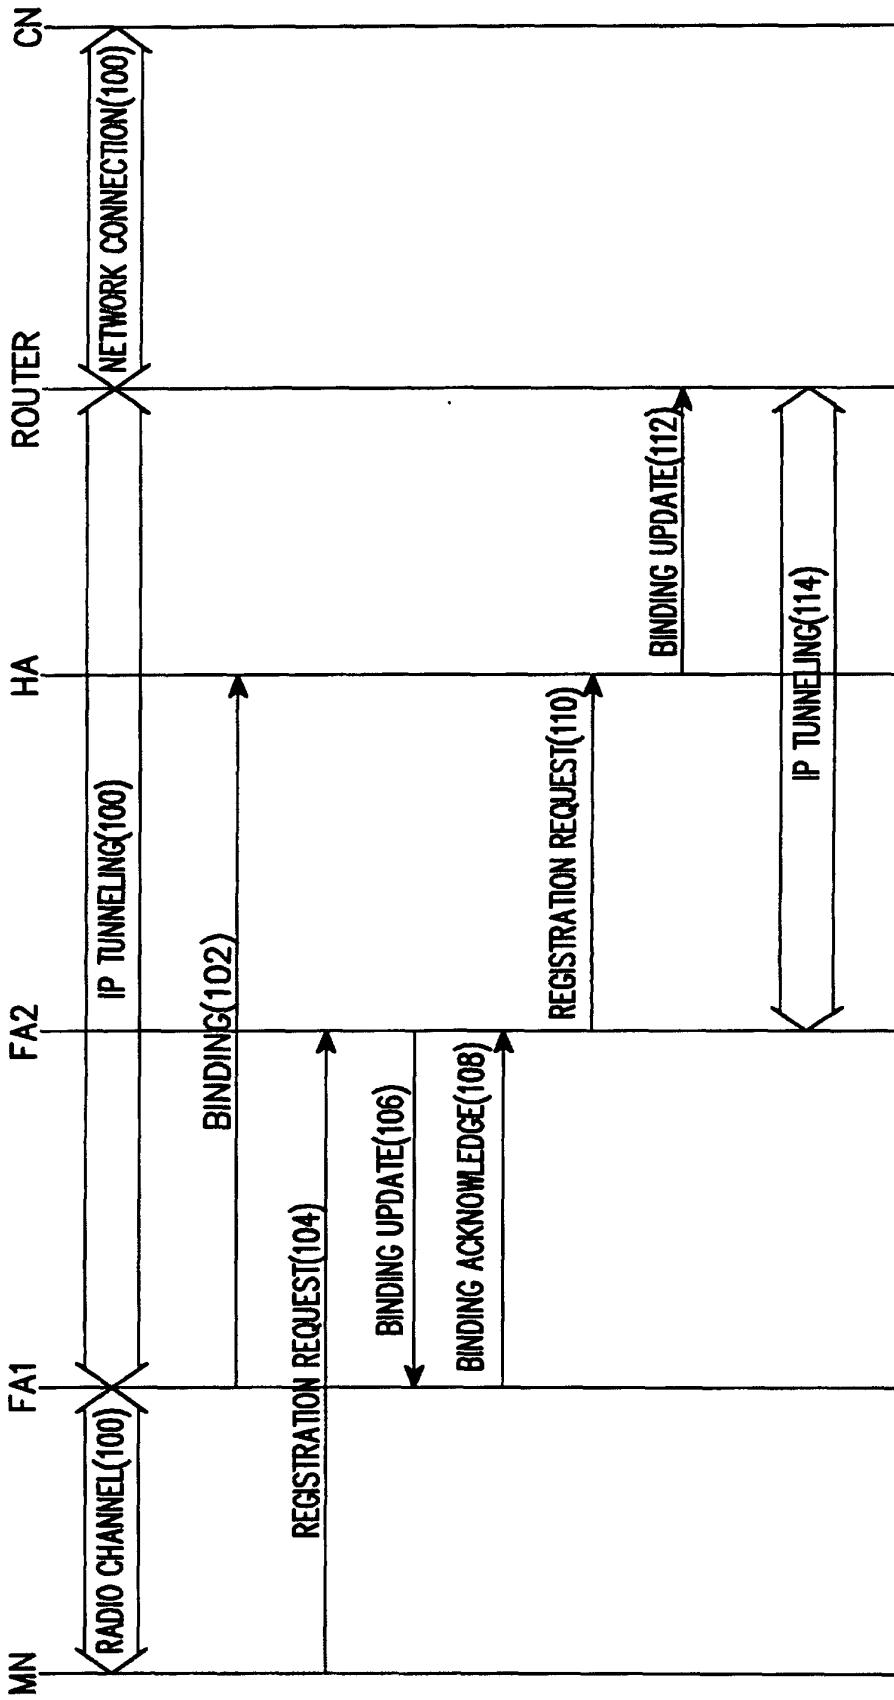 MN
FA1
FA2
HA
ROUTER
CN
RADIO CHANNEL(100)
IP TUNNELING(100)
NETWORK CONNECTION(100)
BINDING(102)
REGISTRATION REQUEST(104)
BINDING UPDATE(106)
BINDING ACKNOWLEDGE(108)
REGISTRATION REQUEST(110)
BINDING UPDATE(112)
IP TUNNELING(114)